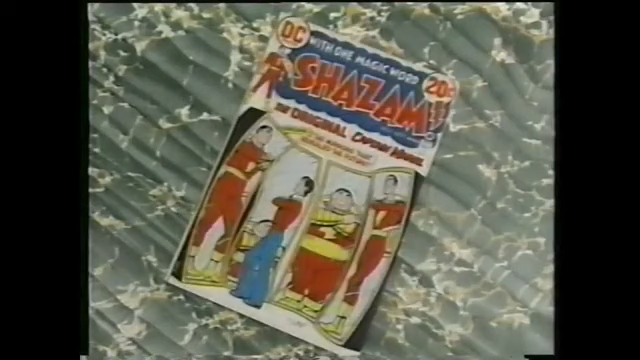 DC
WITH ONE MAGIC WORD
20¢
SHAZAM!
THE ORIGINAL CAPTAIN MARVEL